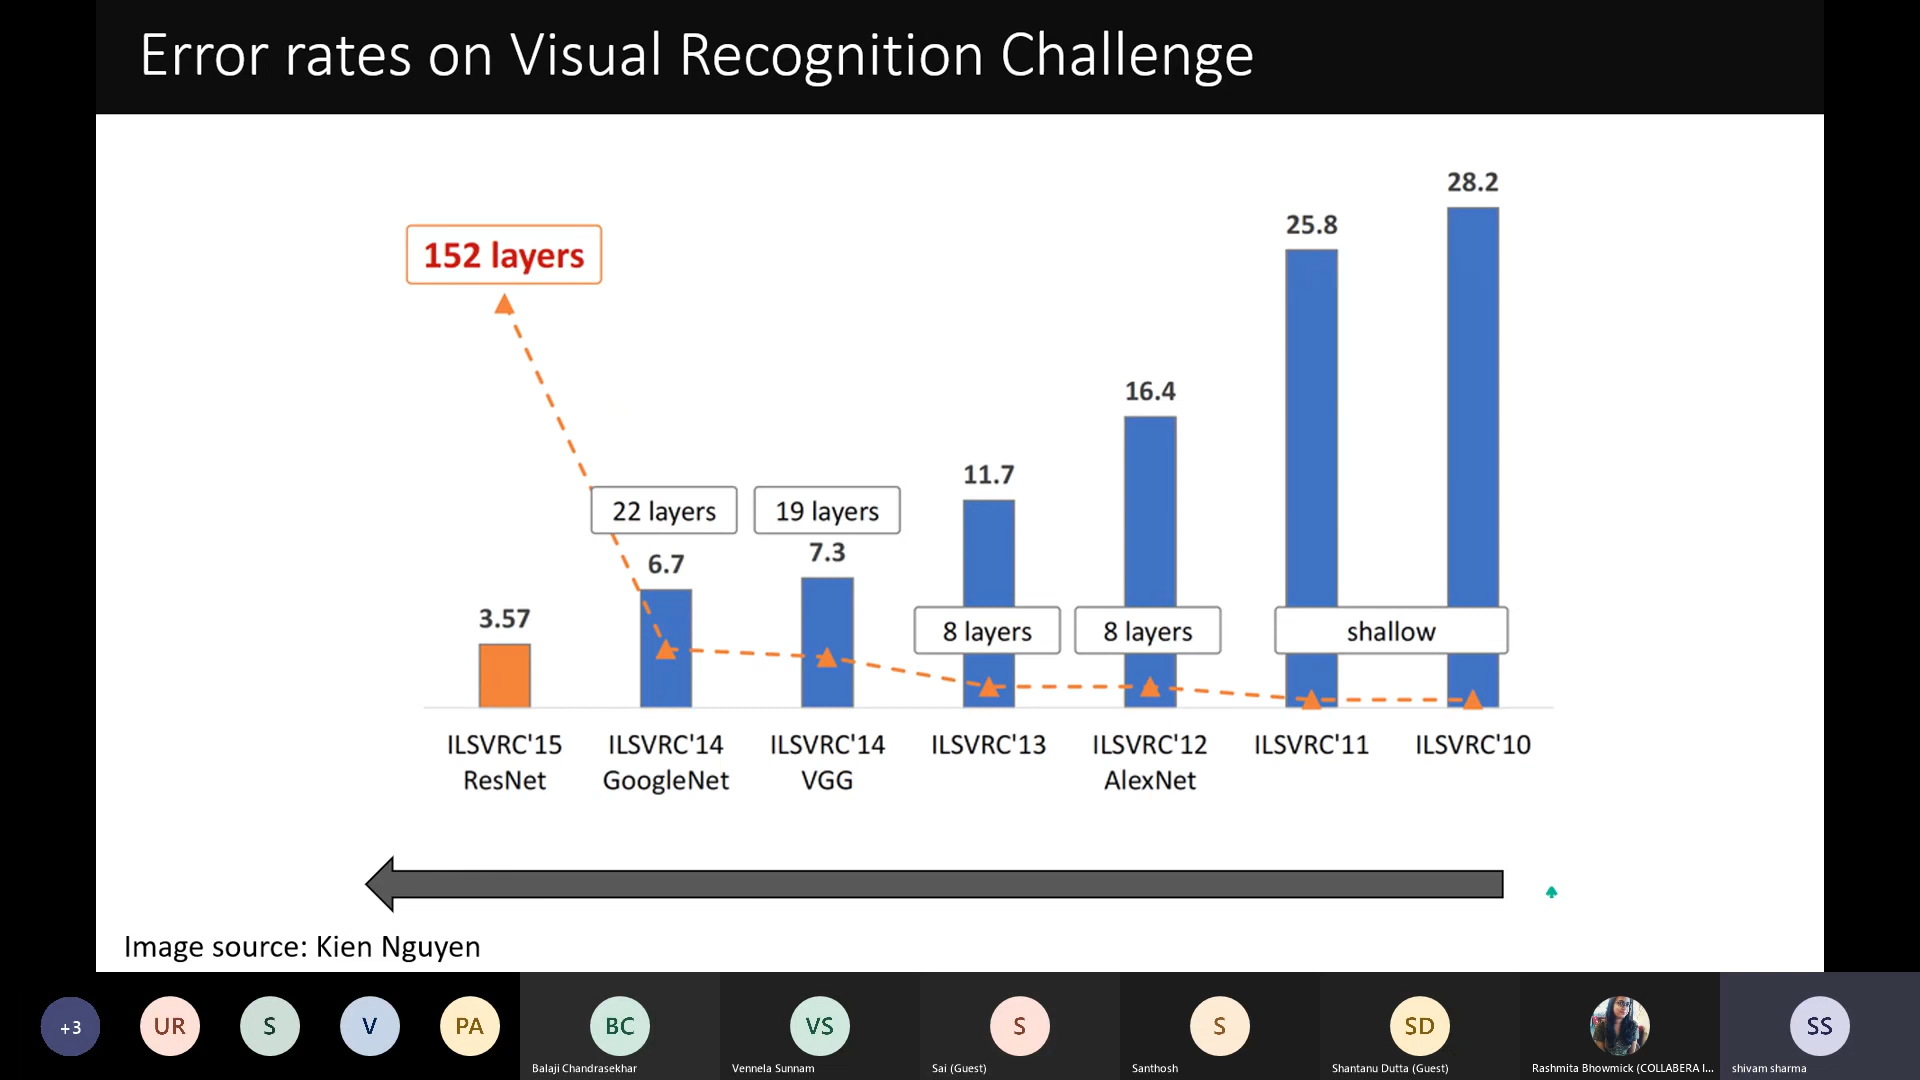 Error rates on Visual Recognition Challenge
28.2
25.8
152 layers
16.4
11.7
22 layers
19 layers
7.3
6.7
3.57
8 layers
8 layers
shallow
ILSVRC'15
ResNet
ILSVRC'14
GoogleNet
ILSVRC'14
VGG
ILSVRC'13
ILSVRC'12
AlexNet
ILSVRC'11
ILSVRC'10
Image source: Kien Nguyen
+3
UR
S
V
PA
BC
VS
S
S
SD
SS
Balaji Chandrasekhar
Vennela Sunnam
Sai (Guest)
Santhosh
Shantanu Dutta (Guest)
Rashmita Bhowmick (COLLABERA I...
shivam sharma